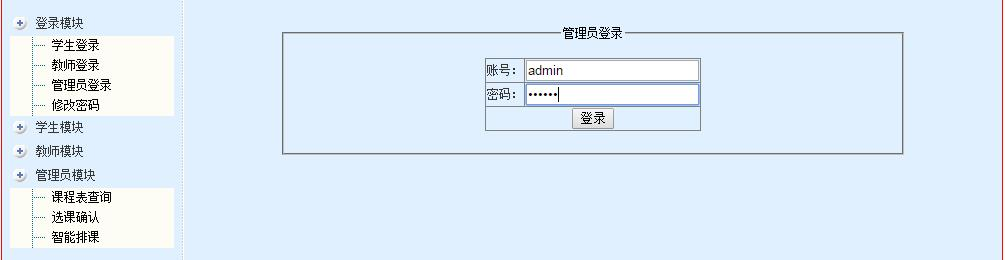 登录模块
学生登录
教师登录
管理员登录
修改密码
学生模块
教师模块
管理员模块
课程表查询
选课确认
智能排课
管理员登录
账号： admin
密码： ••••••
登录